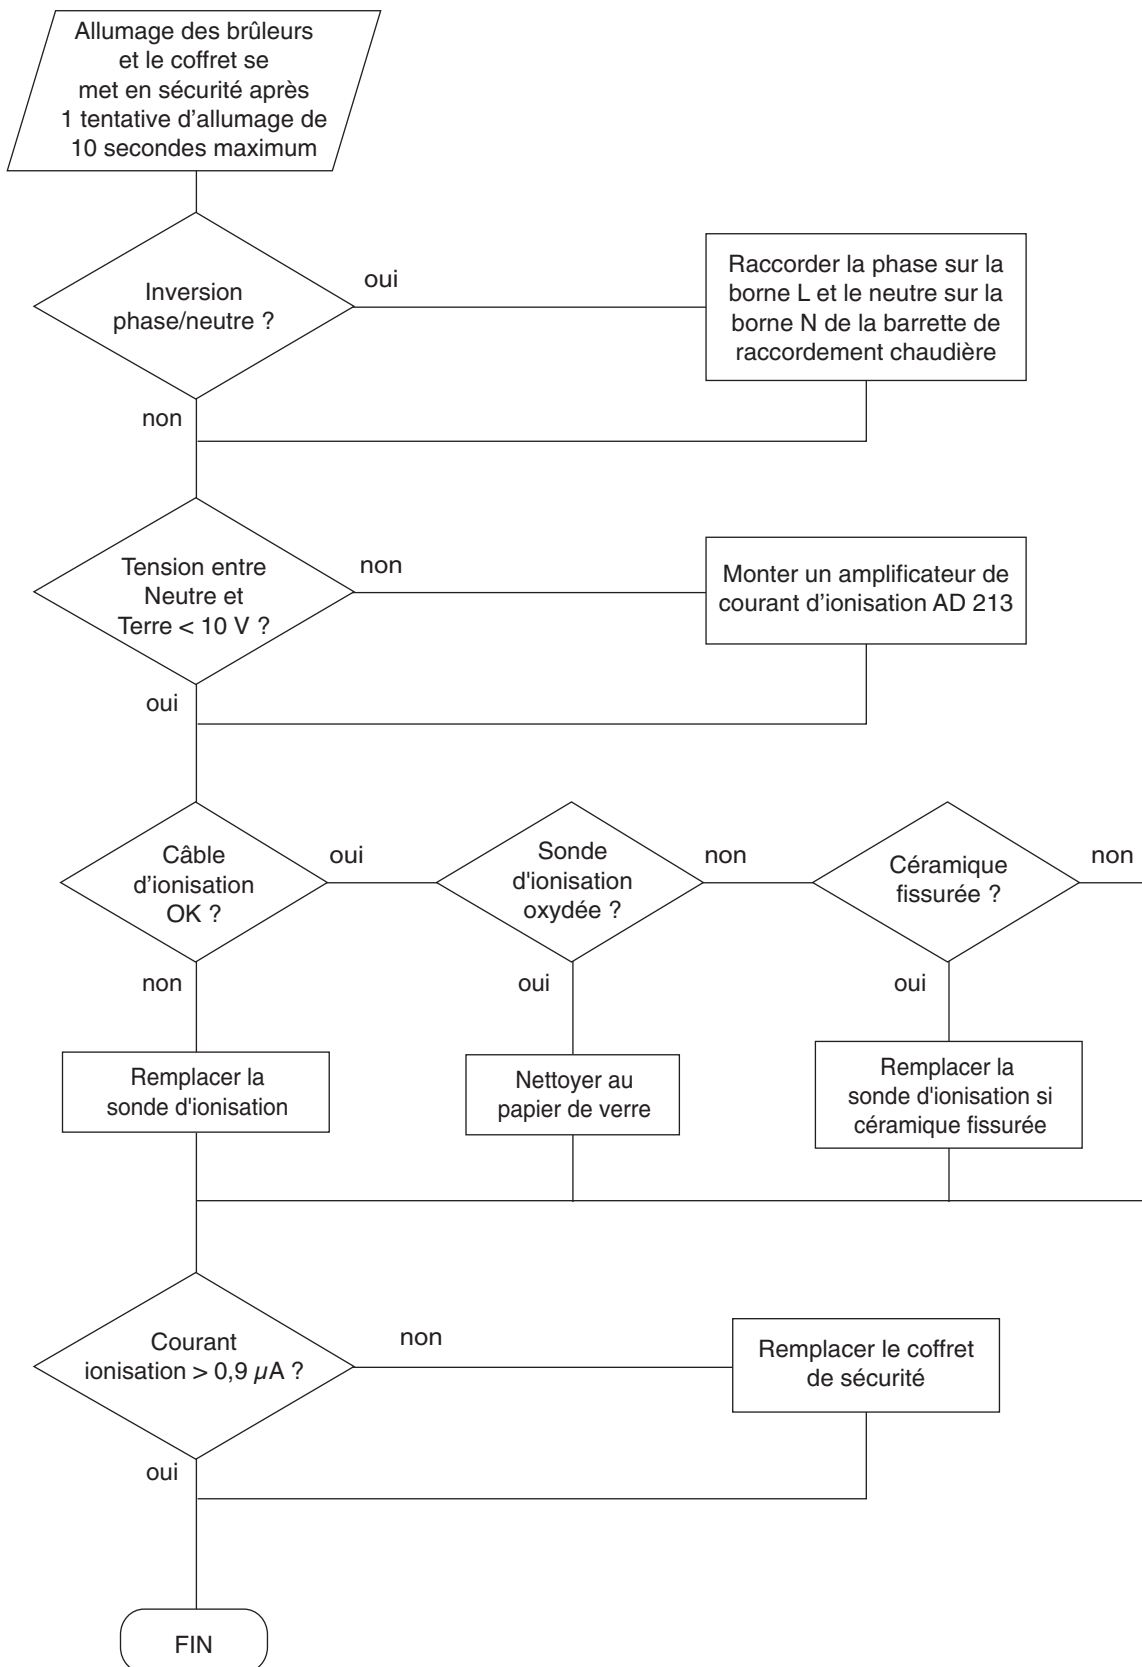 Allumage des brûleurs
et le coffret se
met en sécurité après
1 tentative d'allumage de
10 secondes maximum
Inversion
phase/neutre ?
oui
Raccorder la phase sur la
borne L et le neutre sur la
borne N de la barrette de
raccordement chaudière
non
Tension entre
Neutre et
Terre < 10 V ?
non
Monter un amplificateur de
courant d'ionisation AD 213
oui
Câble
d'ionisation
OK ?
oui
Sonde
d'ionisation
oxydée ?
non
Céramique
fissurée ?
non
non
oui
oui
Remplacer la
sonde d'ionisation
Nettoyer au
papier de verre
Remplacer la
sonde d'ionisation si
céramique fissurée
Courant
ionisation > 0,9 µA ?
non
Remplacer le coffret
de sécurité
oui
FIN